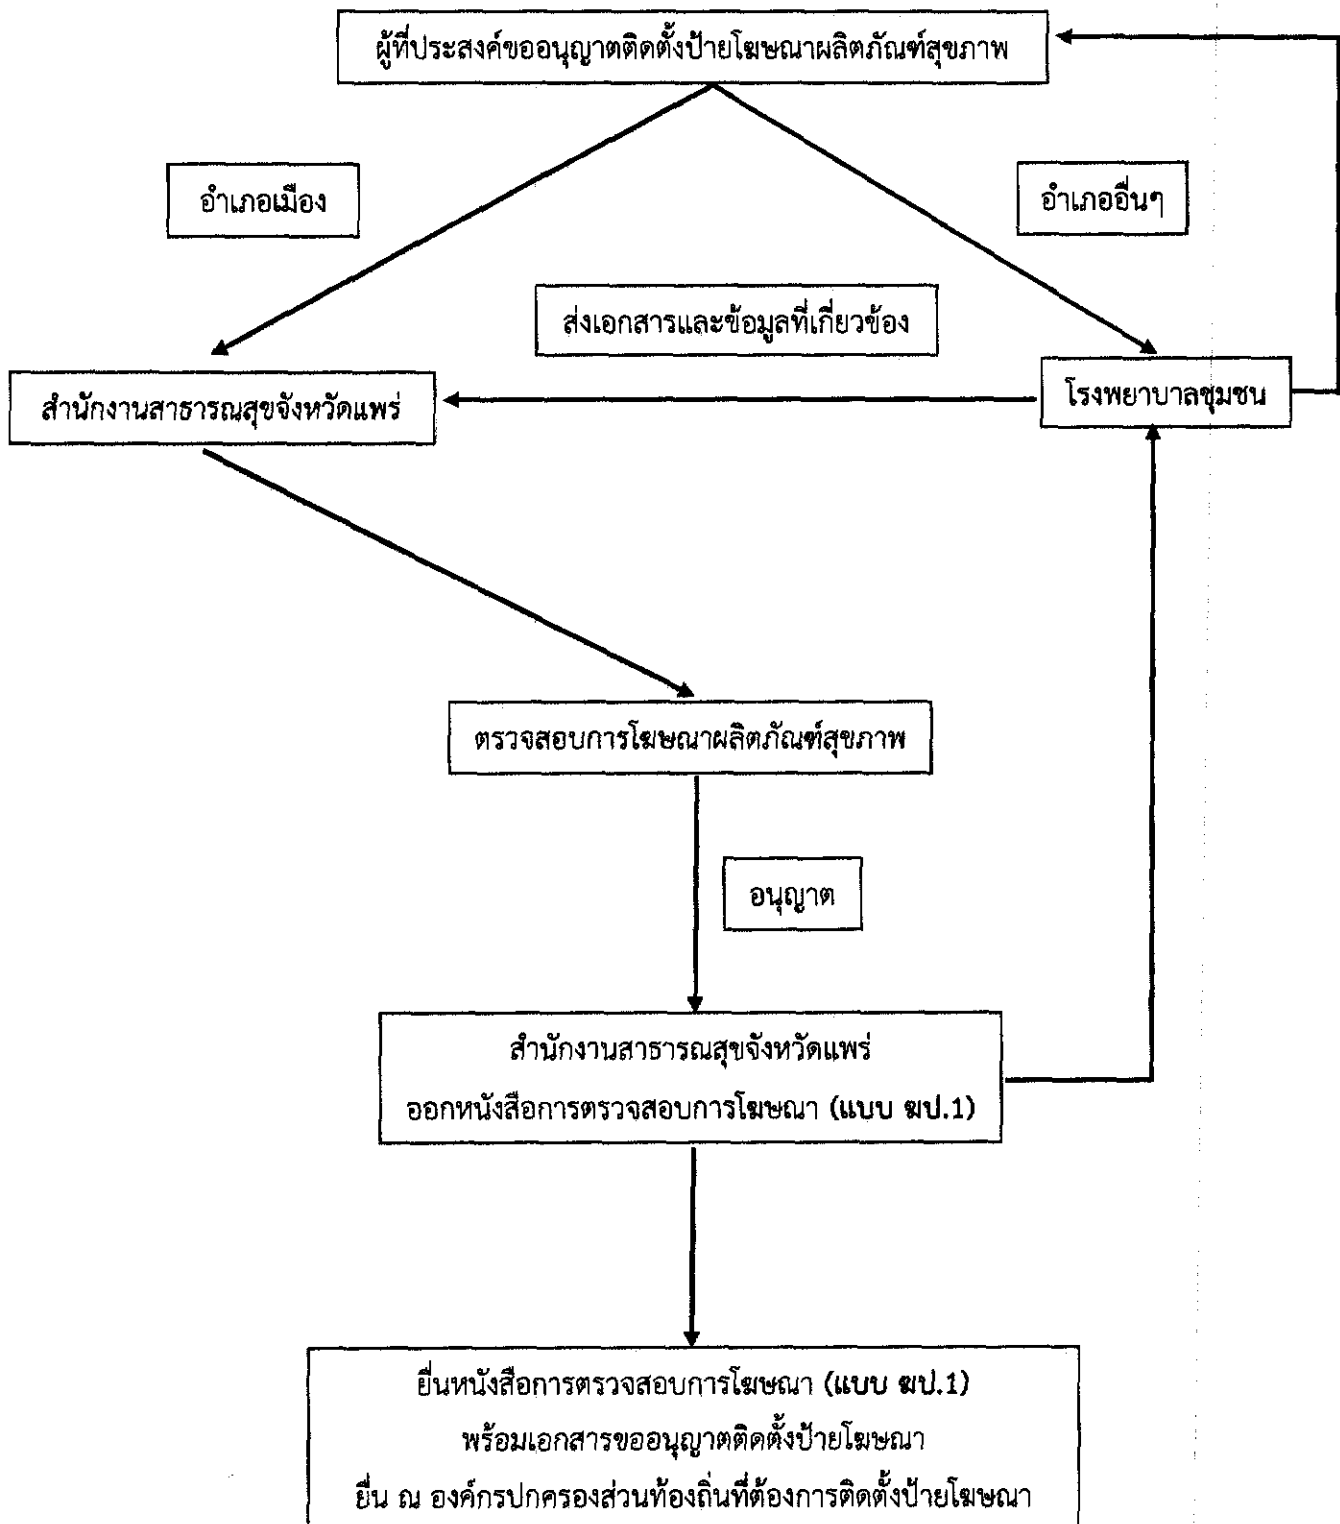 ผู้ที่ประสงค์ขออนุญาตติดตั้งป้ายโฆษณาผลิตภัณฑ์สุขภาพ
อำเภอเมือง
อำเภออื่นๆ
ส่งเอกสารและข้อมูลที่เกี่ยวข้อง
สำนักงานสาธารณสุขจังหวัดแพร่
โรงพยาบาลชุมชน
ตรวจสอบการโฆษณาผลิตภัณฑ์สุขภาพ
อนุญาต
สำนักงานสาธารณสุขจังหวัดแพร่
ออกหนังสือการตรวจสอบการโฆษณา (แบบ ฆป.1)
ยื่นหนังสือการตรวจสอบการโฆษณา (แบบ ฆป.1)
พร้อมเอกสารขออนุญาตติดตั้งป้ายโฆษณา
ยื่น ณ องค์กรปกครองส่วนท้องถิ่นที่ต้องการติดตั้งป้ายโฆษณา